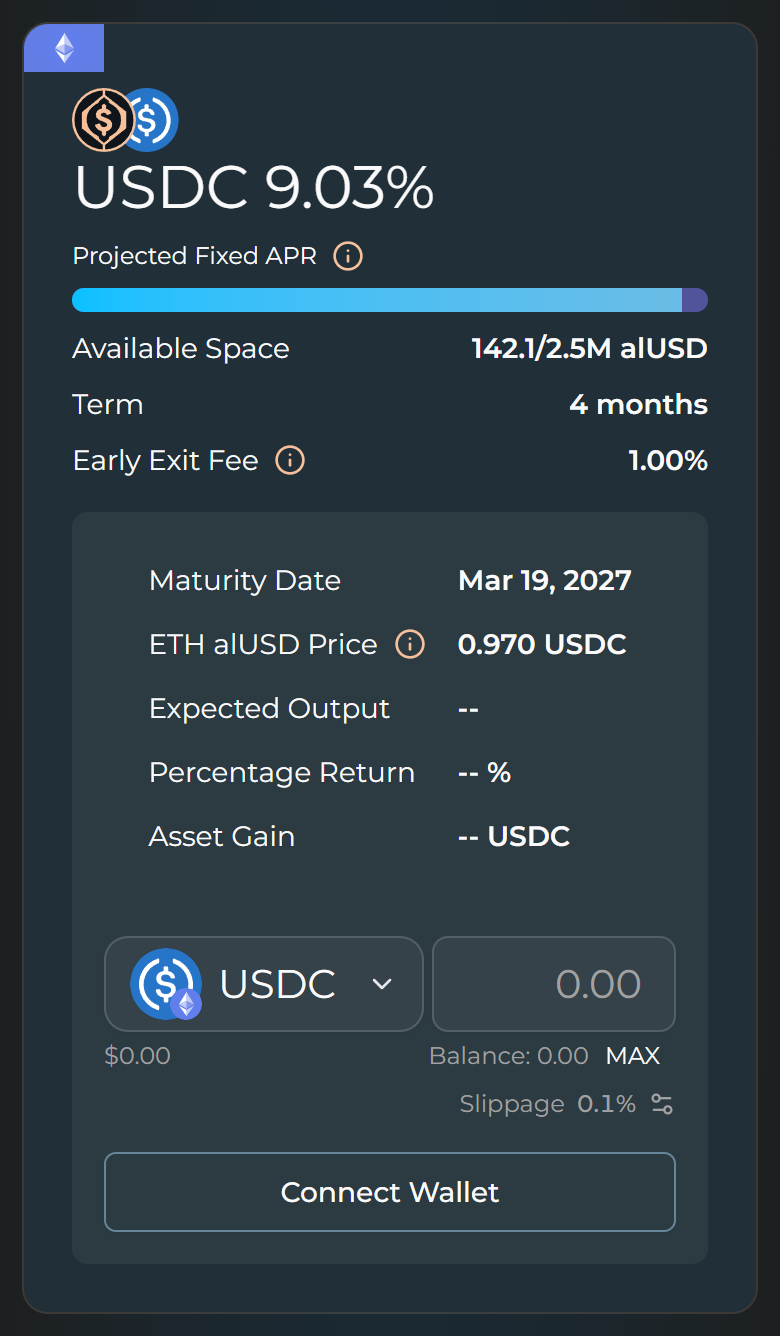 USDC 9.03%
Projected Fixed APR
Available Space 142.1/2.5M alUSD
Term 4 months
Early Exit Fee 1.00%
Maturity Date Mar 19, 2027
ETH alUSD Price 0.970 USDC
Expected Output --
Percentage Return -- %
Asset Gain -- USDC
USDC 0.00
$0.00 Balance: 0.00 MAX
Slippage 0.1%
Connect Wallet